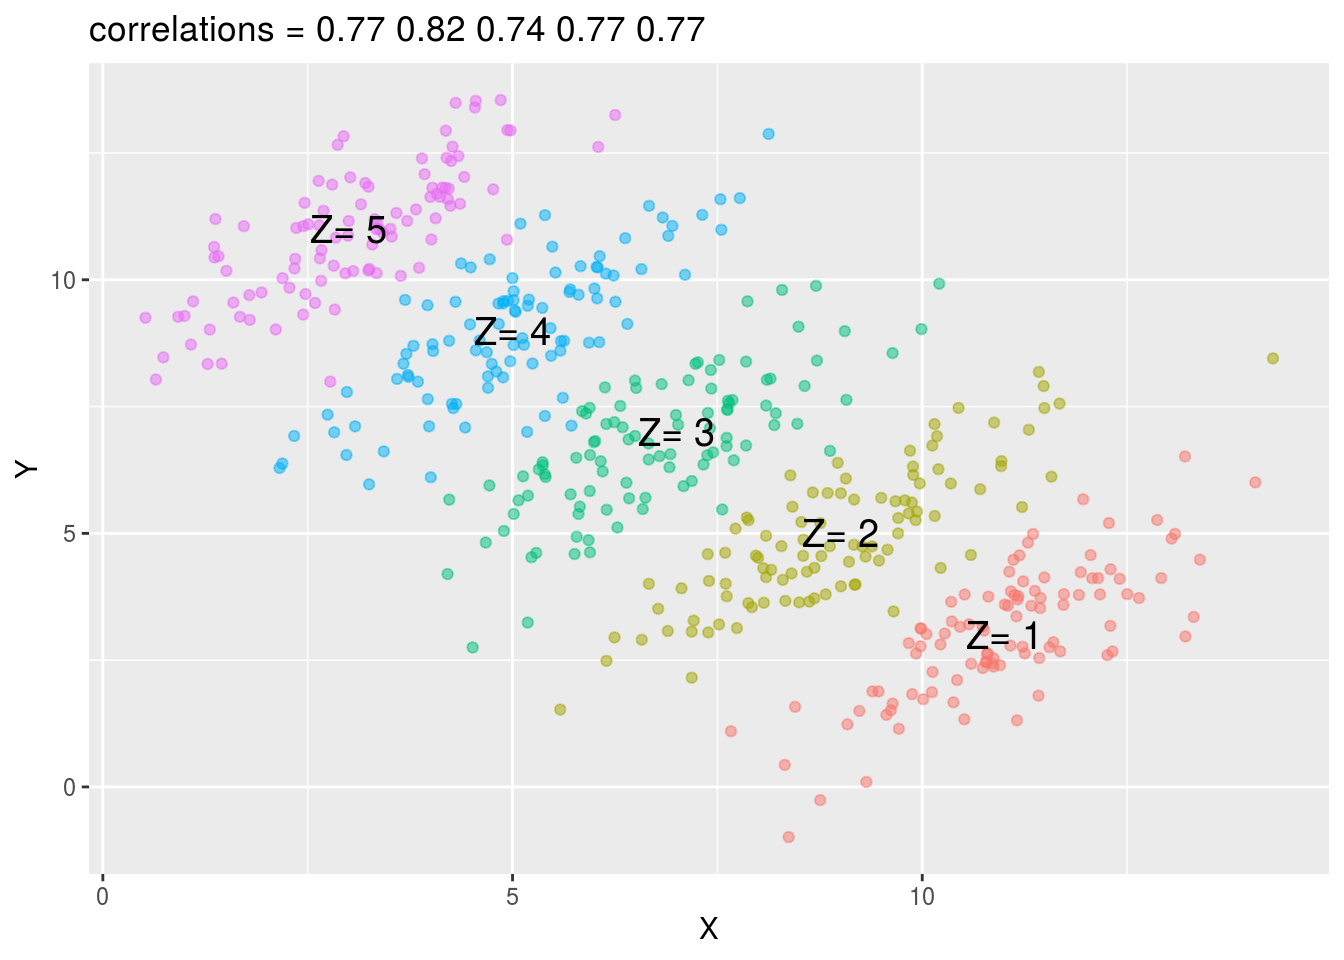 correlations = 0.77 0.82 0.74 0.77 0.77
Z= 5
10
Z= 4
Z= 3
Y
5
Z= 2
Z= 1
0
0 5 10
X